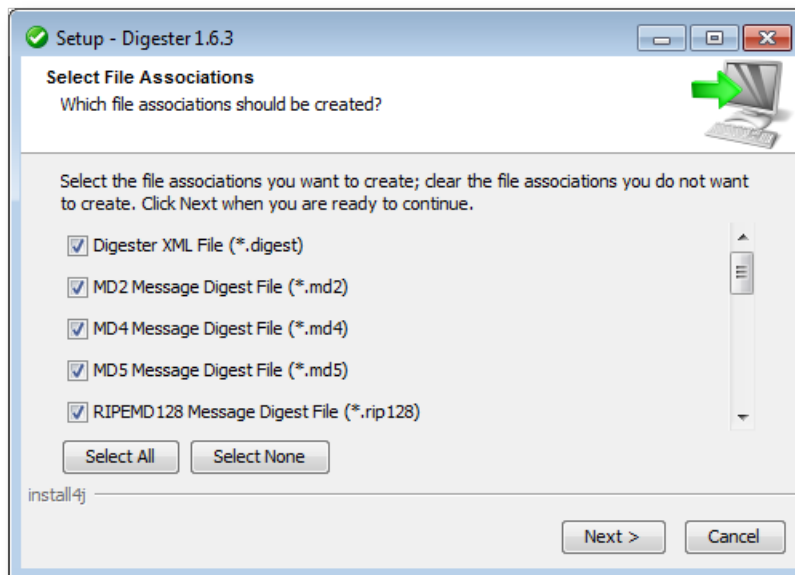 Setup - Digester 1.6.3
Select File Associations
Which file associations should be created?
Select the file associations you want to create; clear the file associations you do not want
to create. Click Next when you are ready to continue.
Digester XML File (*.digest)
MD2 Message Digest File (*.md2)
MD4 Message Digest File (*.md4)
MD5 Message Digest File (*.md5)
RIPEMD128 Message Digest File (*.rip128)
Select All Select None
install4j
Next > Cancel